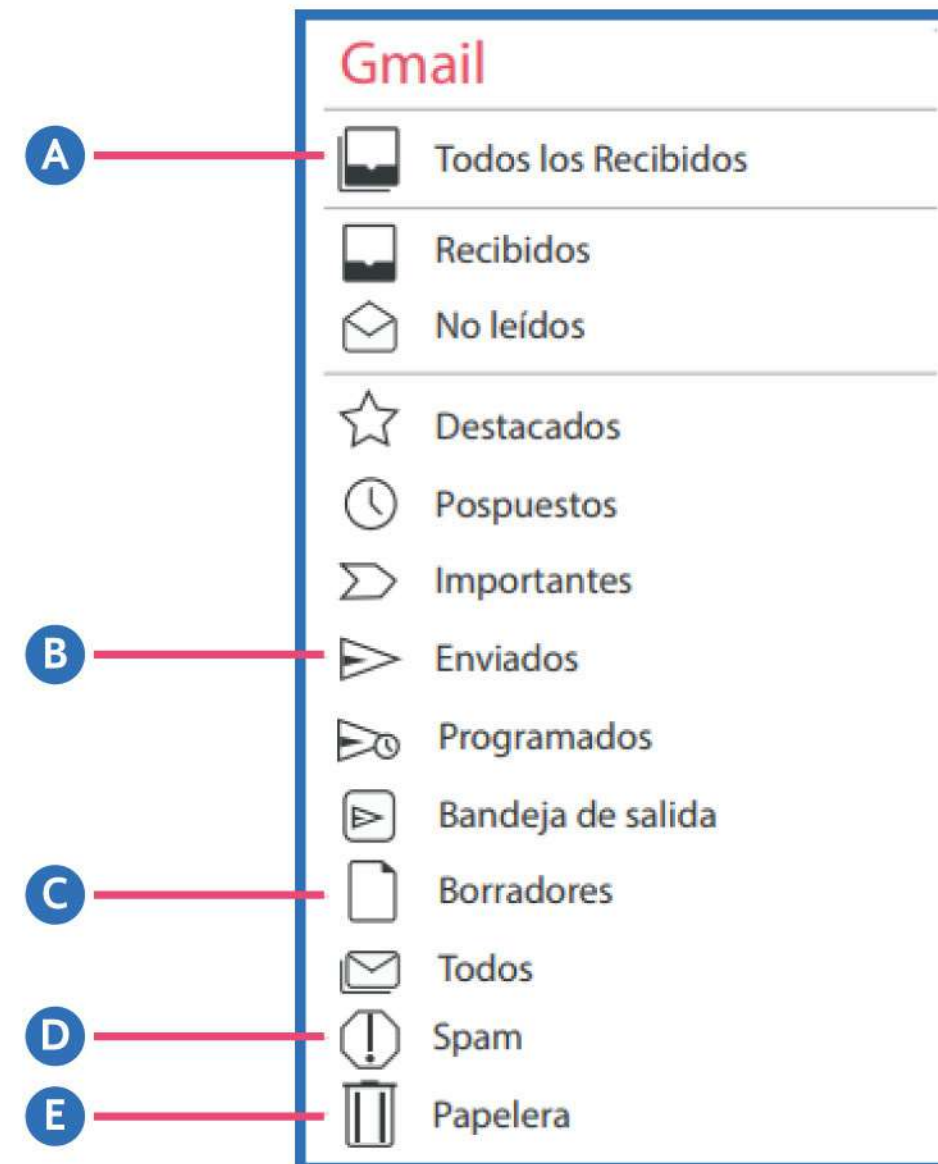 Gmail
A Todos los Recibidos
Recibidos
No leídos
Destacados
Pospuestos
Importantes
B Enviados
Programados
Bandeja de salida
C Borradores
Todos
D Spam
E Papelera